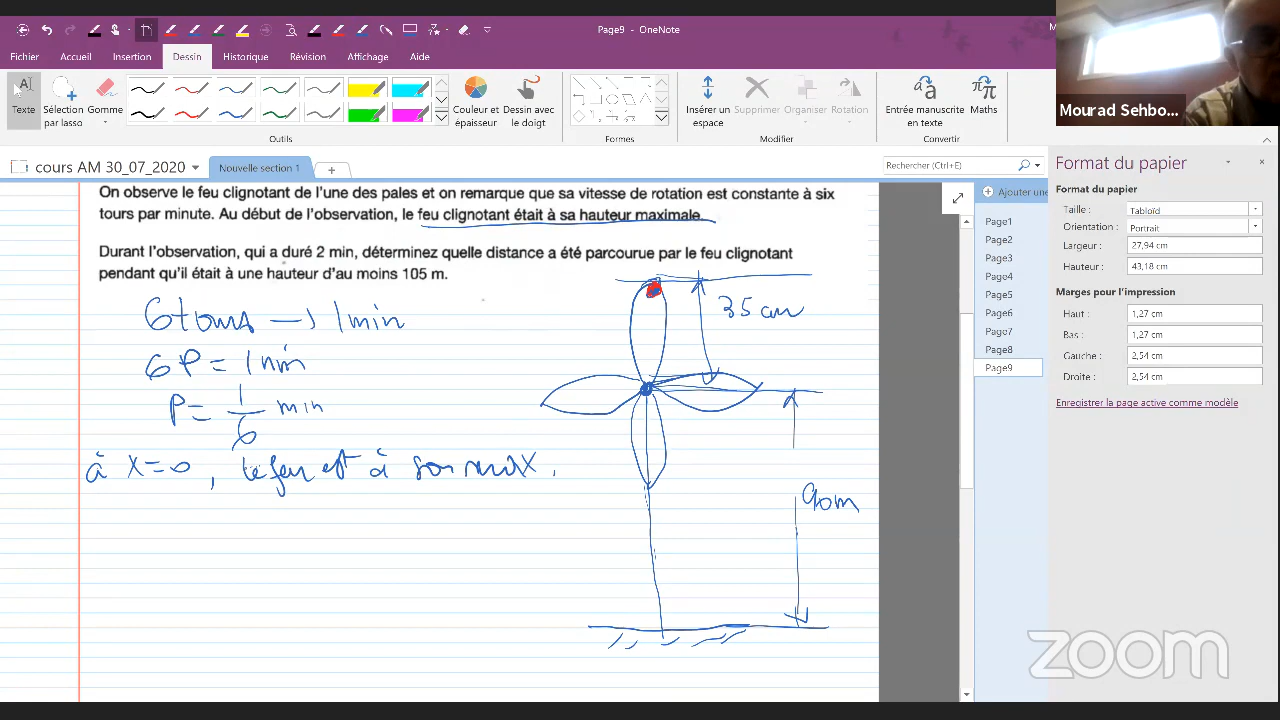 Page9 - OneNote
Fichier Accueil Insertion Dessin Historique Révision Affichage Aide
Texte
Sélection par lasso
Gomme
Couleur et épaisseur
Dessin avec le doigt
Insérer un espace
Supprimer
Organiser
Rotation
Entrée manuscrite en texte
Maths
Outils
Formes
Modifier
Convertir
Mourad Sehbo...
cours AM 30_07_2020
Nouvelle section 1
+
Rechercher (Ctrl+E)
On observe le feu clignotant de l'une des pales et on remarque que sa vitesse de rotation est constante à six
tours par minute. Au début de l'observation, le feu clignotant était à sa hauteur maximale.
Durant l'observation, qui a duré 2 min, déterminez quelle distance a été parcourue par le feu clignotant
pendant qu'il était à une hauteur d'au moins 105 m.
6 tours → 1 min
6P = 1 min
P = 1/6 min
à x=0, le feu est à son max.
35 cm
90m
Ajouter une
Page1
Page2
Page3
Page4
Page5
Page6
Page7
Page8
Page9
Format du papier
Format du papier
Taille : Tabloïd
Orientation : Portrait
Largeur : 27,94 cm
Hauteur : 43,18 cm
Marges pour l'impression
Haut : 1,27 cm
Bas : 1,27 cm
Gauche : 2,54 cm
Droite : 2,54 cm
Enregistrer la page active comme modèle
zoom